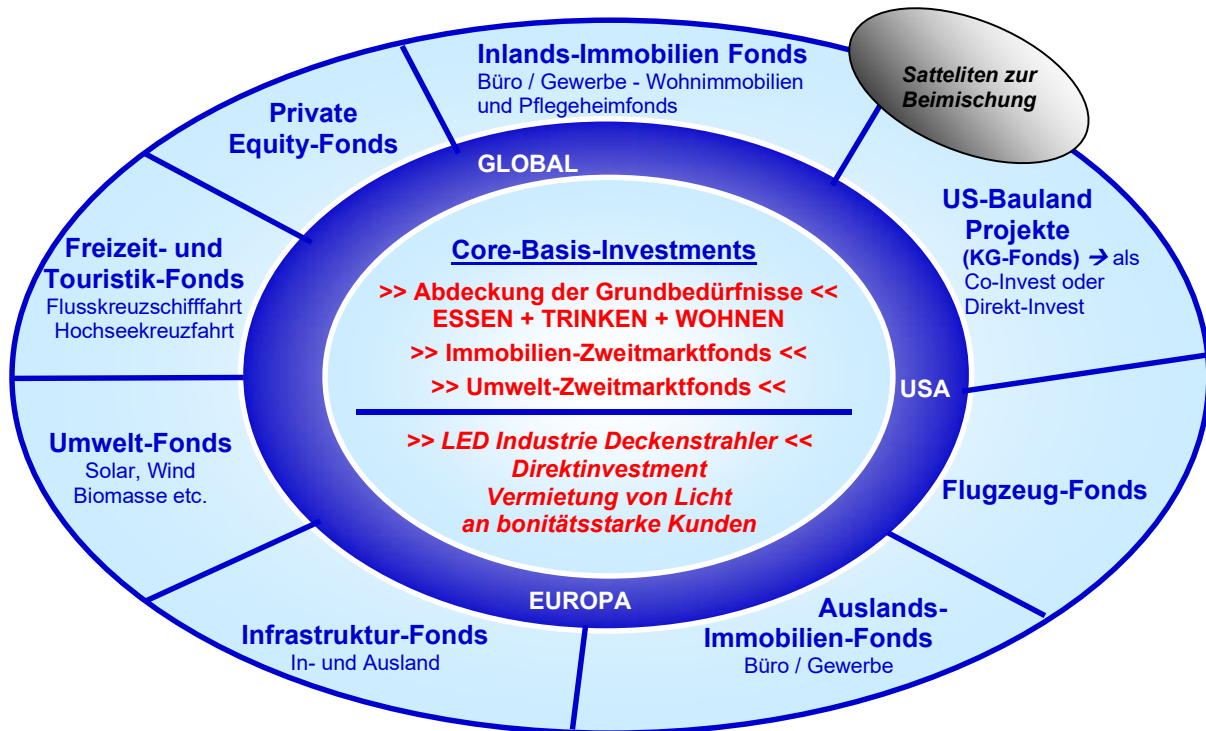 Inlands-Immobilien Fonds
Büro / Gewerbe - Wohnimmobilien
und Pflegeheimfonds
Satteliten zur
Beimischung
Private
Equity-Fonds
GLOBAL
US-Bauland
Projekte
(KG-Fonds) → als
Co-Invest oder
Direkt-Invest
Freizeit- und
Touristik-Fonds
Flusskreuzschifffahrt
Hochseekreuzfahrt
Core-Basis-Investments
>> Abdeckung der Grundbedürfnisse <<
ESSEN + TRINKEN + WOHNEN
>> Immobilien-Zweitmarktfonds <<
>> Umwelt-Zweitmarktfonds <<
USA
>> LED Industrie Deckenstrahler <<
Direktinvestment
Vermietung von Licht
an bonitätsstarke Kunden
Umwelt-Fonds
Solar, Wind
Biomasse etc.
Flugzeug-Fonds
EUROPA
Infrastruktur-Fonds
In- und Ausland
Auslands-
Immobilien-Fonds
Büro / Gewerbe